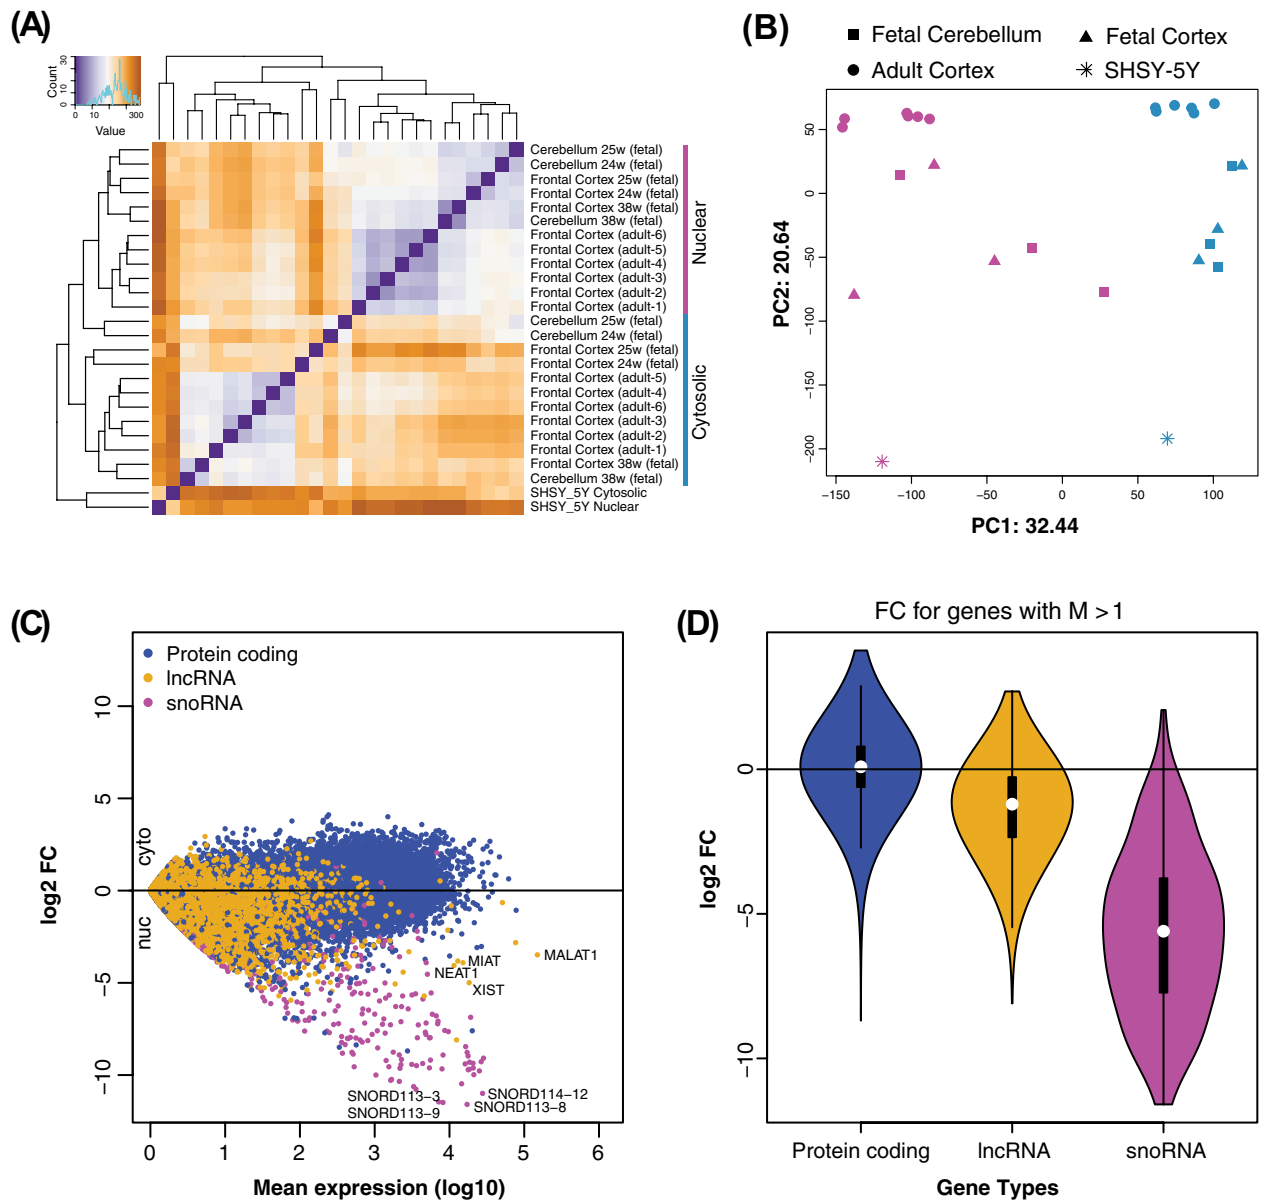 (A)
Count
0 10 30
0 10 300
Value
Cerebellum 25w (fetal)
Cerebellum 24w (fetal)
Frontal Cortex 25w (fetal)
Frontal Cortex 24w (fetal)
Frontal Cortex 38w (fetal)
Cerebellum 38w (fetal)
Frontal Cortex (adult-6)
Frontal Cortex (adult-5)
Frontal Cortex (adult-4)
Frontal Cortex (adult-3)
Frontal Cortex (adult-2)
Frontal Cortex (adult-1)
Cerebellum 25w (fetal)
Cerebellum 24w (fetal)
Frontal Cortex 25w (fetal)
Frontal Cortex 24w (fetal)
Frontal Cortex (adult-5)
Frontal Cortex (adult-4)
Frontal Cortex (adult-6)
Frontal Cortex (adult-3)
Frontal Cortex (adult-2)
Frontal Cortex (adult-1)
Frontal Cortex 38w (fetal)
Cerebellum 38w (fetal)
SHSY_5Y Cytosolic
SHSY_5Y Nuclear
Nuclear
Cytosolic
(B)
Fetal Cerebellum
Fetal Cortex
Adult Cortex
SHSY-5Y
PC2: 20.64
50
0
−50
−100
−150
−200
−150 −100 −50 0 50 100
PC1: 32.44
(C)
Protein coding
lncRNA
snoRNA
log2 FC
cyto
nuc
10
5
0
−5
−10
MALAT1
MIAT
NEAT1
XIST
SNORD113−3
SNORD114−12
SNORD113−8
SNORD113−9
0 1 2 3 4 5 6
Mean expression (log10)
(D)
FC for genes with M >1
log2 FC
0
−5
−10
Protein coding lncRNA snoRNA
Gene Types